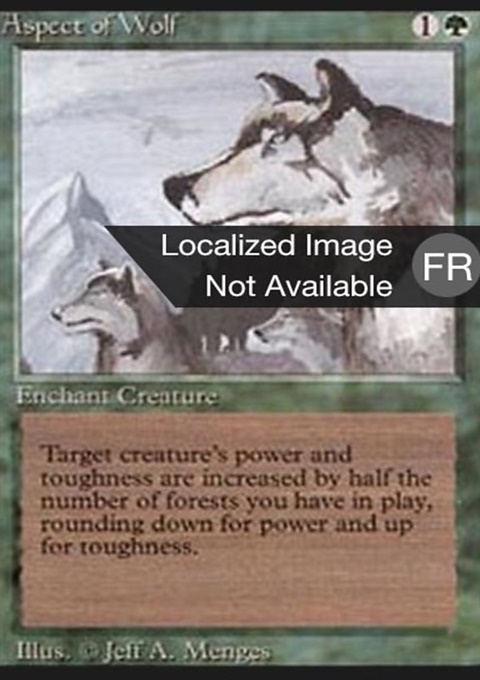 Aspect of Wolf
1
Localized Image
Not Available
FR
Enchant Creature
Target creature's power and
toughness are increased by half the
number of forests you have in play,
rounding down for power and up
for toughness.
Illus. © Jeff A. Menges